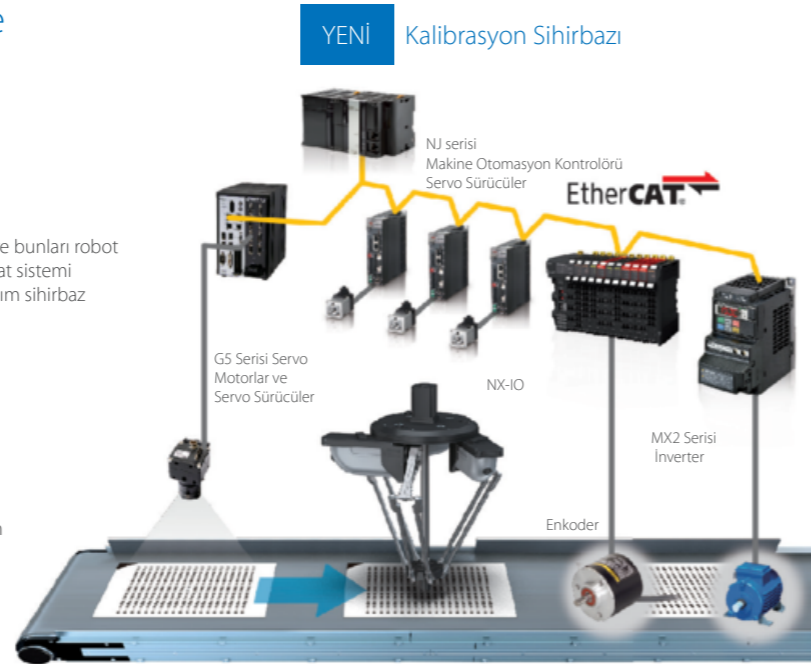 e
YENİ Kalibrasyon Sihirbazı
NJ serisi
Makine Otomasyon Kontrolörü
Servo Sürücüler
EtherCAT®
e bunları robot
at sistemi
ım sihirbaz
G5 Serisi Servo
Motorlar ve
Servo Sürücüler
NX-IO
MX2 Serisi
İnverter
Enkoder